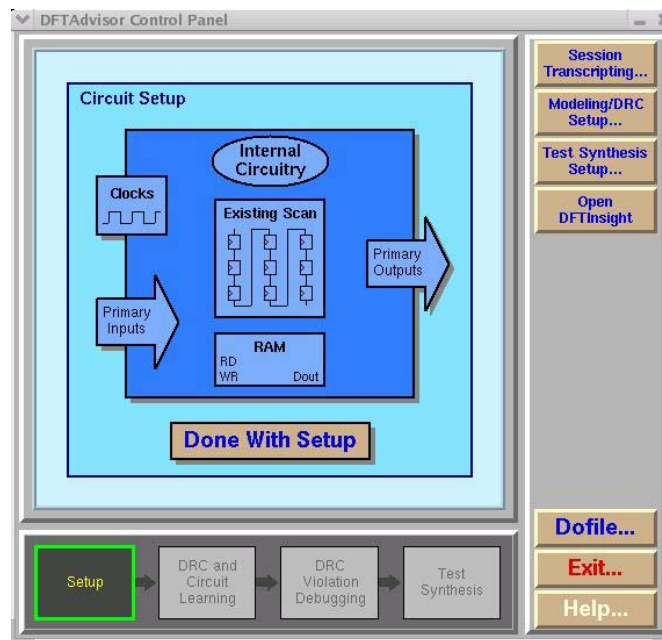 DFTAdvisor Control Panel
Circuit Setup
Internal
Circuitry
Clocks
Existing Scan
Primary
Inputs
Primary
Outputs
RAM
RD
WR Dout
Done With Setup
Session
Transcripting...
Modeling/DRC
Setup...
Test Synthesis
Setup...
Open
DFTInsight
Setup
DRC and
Circuit
Learning
DRC
Violation
Debugging
Test
Synthesis
Dofile...
Exit...
Help...